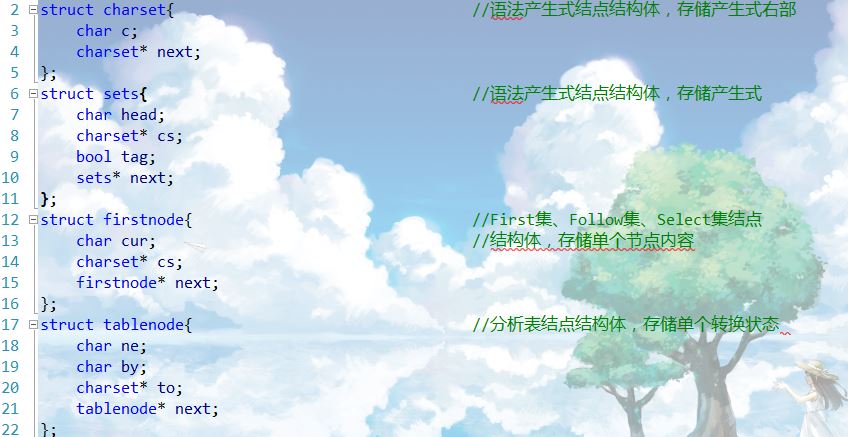 2 struct charset{ //语法产生式结点结构体，存储产生式右部
3 char c;
4 charset* next;
5 };
6 struct sets{ //语法产生式结点结构体，存储产生式
7 char head;
8 charset* cs;
9 bool tag;
10 sets* next;
11 };
12 struct firstnode{ //First集、Follow集、Select集结点
13 char cur; //结构体，存储单个节点内容
14 charset* cs;
15 firstnode* next;
16 };
17 struct tablenode{ //分析表结点结构体，存储单个转换状态
18 char ne;
19 char by;
20 charset* to;
21 tablenode* next;
22 };